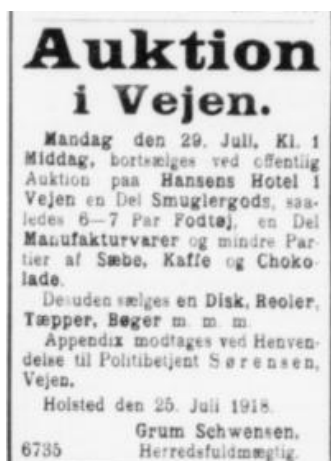 Auktion
i Vejen.
Mandag den 29. Juli, Kl. 1
Middag, bortsælges ved offentlig
Auktion paa Hansens Hotel i
Vejen en Del Smuglergods, saa-
ledes 6—7 Par Fodtøj, en Del
Manufakturvarer og mindre Par-
tier af Sæbe, Kaffe og Choko-
lade.
Desuden sælges en Disk, Reoler,
Tæpper, Bøger m. m. m.
Appendix modtages ved Henven-
delse til Politibetjent Sørensen,
Vejen.
Holsted den 25. Juli 1918.
Grum Schwensen,
6735 Herredsfuldmægtig.